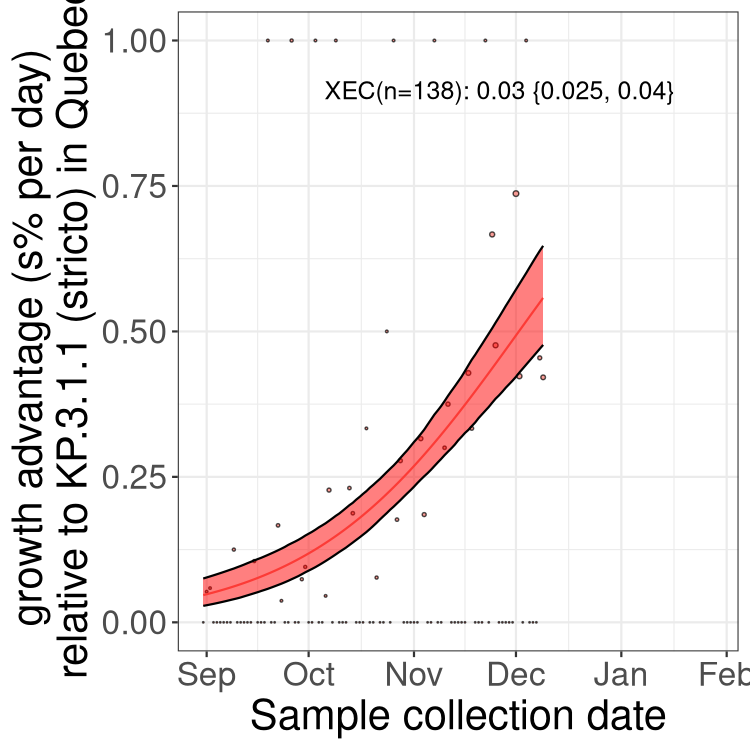 growth advantage (s% per day)
relative to KP.3.1.1 (stricto) in Quebec
1.00
0.75
0.50
0.25
0.00
XEC(n=138): 0.03 {0.025, 0.04}
Sep Oct Nov Dec Jan Feb
Sample collection date